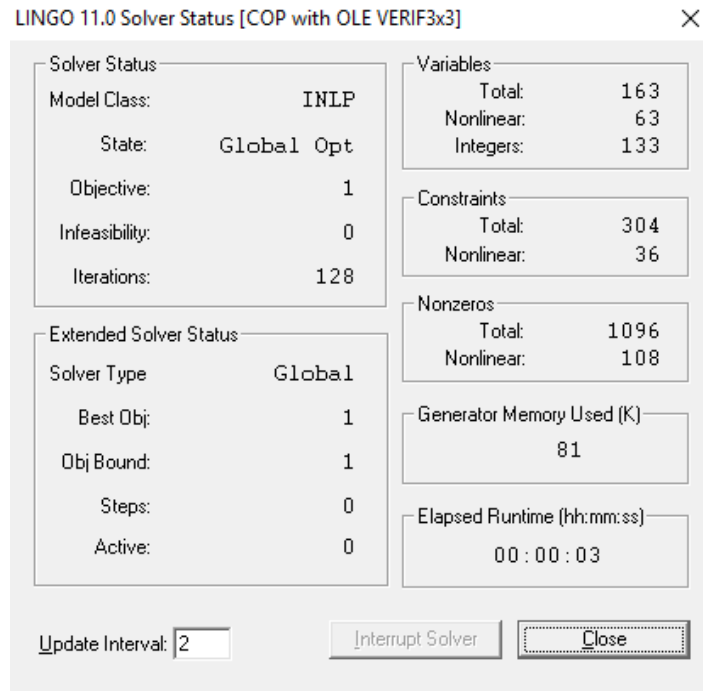 LINGO 11.0 Solver Status [COP with OLE VERIF3x3]
Solver Status
Model Class: INLP
State: Global Opt
Objective: 1
Infeasibility: 0
Iterations: 128
Extended Solver Status
Solver Type Global
Best Obj: 1
Obj Bound: 1
Steps: 0
Active: 0
Variables
Total: 163
Nonlinear: 63
Integers: 133
Constraints
Total: 304
Nonlinear: 36
Nonzeros
Total: 1096
Nonlinear: 108
Generator Memory Used (K)
81
Elapsed Runtime (hh:mm:ss)
00:00:03
Update Interval: 2 Interrupt Solver Close